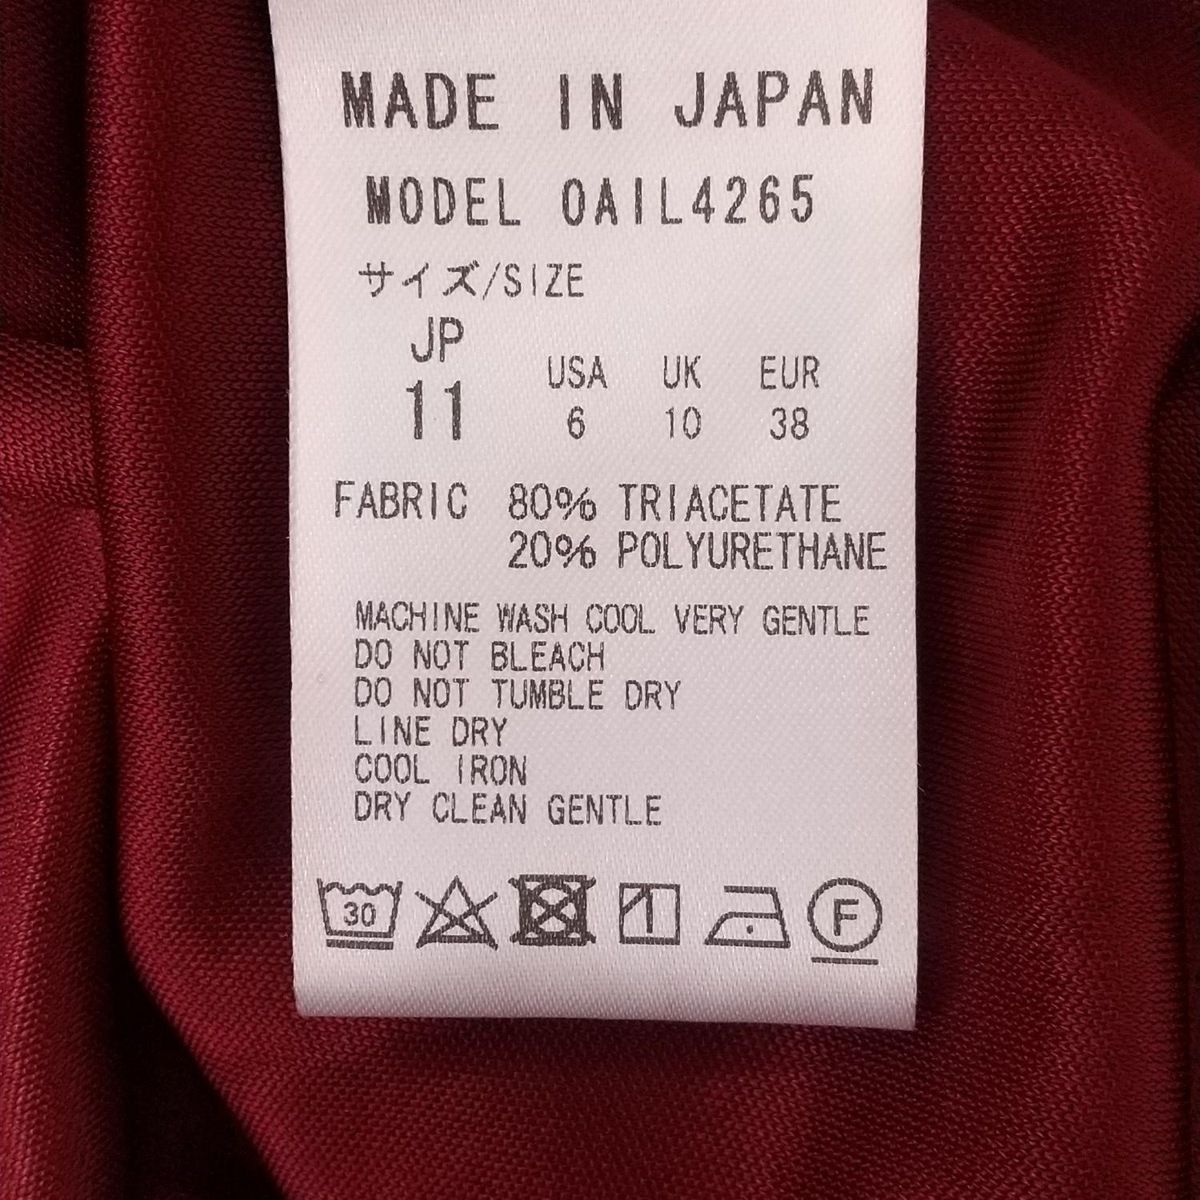 MADE IN JAPAN
MODEL 0AIL4265
サイズ/SIZE
JP USA UK EUR
11 6 10 38
FABRIC 80% TRIACETATE
20% POLYURETHANE
MACHINE WASH COOL VERY GENTLE
DO NOT BLEACH
DO NOT TUMBLE DRY
LINE DRY
COOL IRON
DRY CLEAN GENTLE
30 F